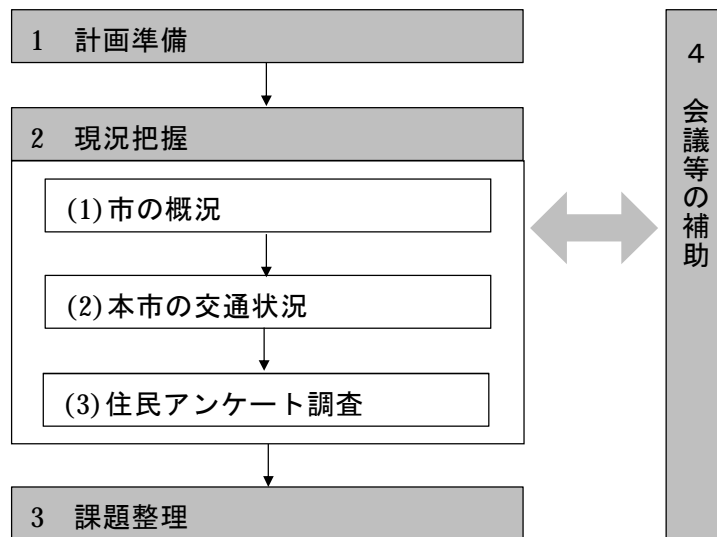 1 計画準備
2 現況把握
(1)市の概況
(2)本市の交通状況
(3)住民アンケート調査
3 課題整理
４ 会議等の補助